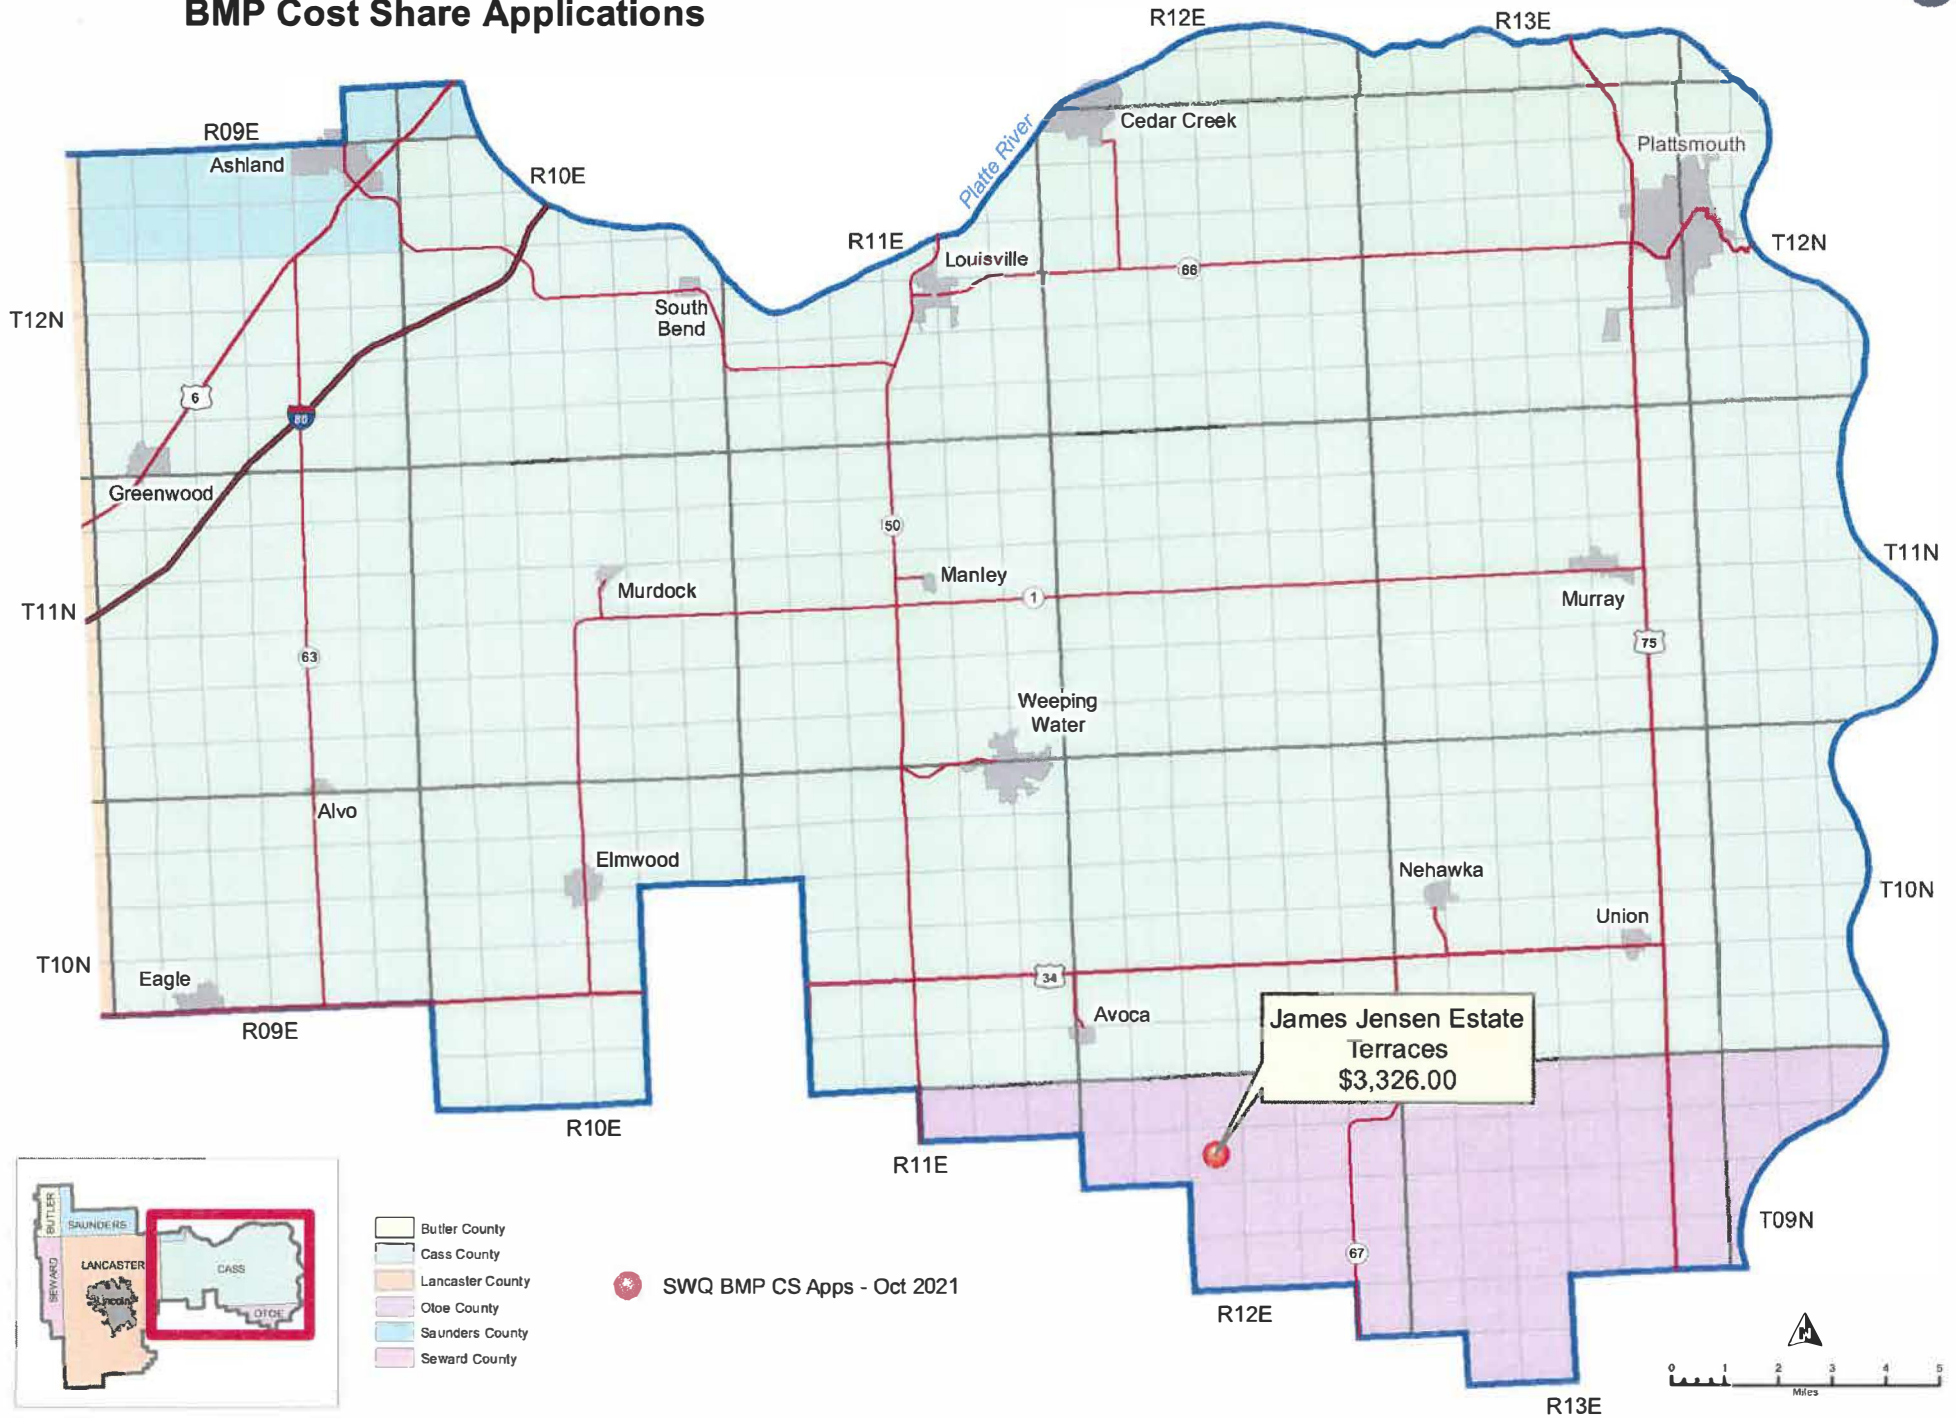 BMP Cost Share Applications
R12E
R13E
R09E
Ashland
R10E
Platte River
Cedar Creek
Plattsmouth
R11E
Louisville
66
T12N
T12N
South
Bend
6
80
Greenwood
50
T11N
Murdock
Manley
1
Murray
T11N
63
75
Weeping
Water
Alvo
Elmwood
Nehawka
T10N
Union
T10N
Eagle
34
R09E
Avoca
James Jensen Estate
Terraces
$3,326.00
R10E
R11E
T09N
67
R12E
R13E
BUTLER
SAUNDERS
SEWARD
LANCASTER
Lincoln
CASS
OTOE
Butler County
Cass County
Lancaster County
Otoe County
Saunders County
Seward County
SWQ BMP CS Apps - Oct 2021
N
0 1 2 3 4 5
Miles